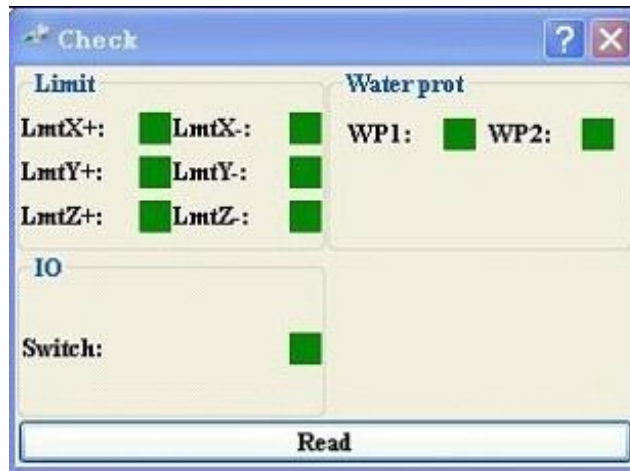 Check
Limit
LmtX+: LmtX-:
LmtY+: LmtY-:
LmtZ+: LmtZ-:
Water prot
WP1: WP2:
IO
Switch:
Read